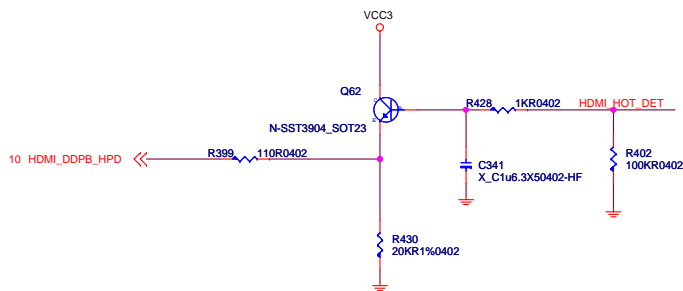 VCC3
Q62
C
B
E
N-SST3904_SOT23
R428 1KR0402
HDMI_HOT_DET
R399 110R0402
10 HDMI_DDPB_HPD
C341
X_C1u6.3X50402-HF
R402
100KR0402
R430
20KR1%0402